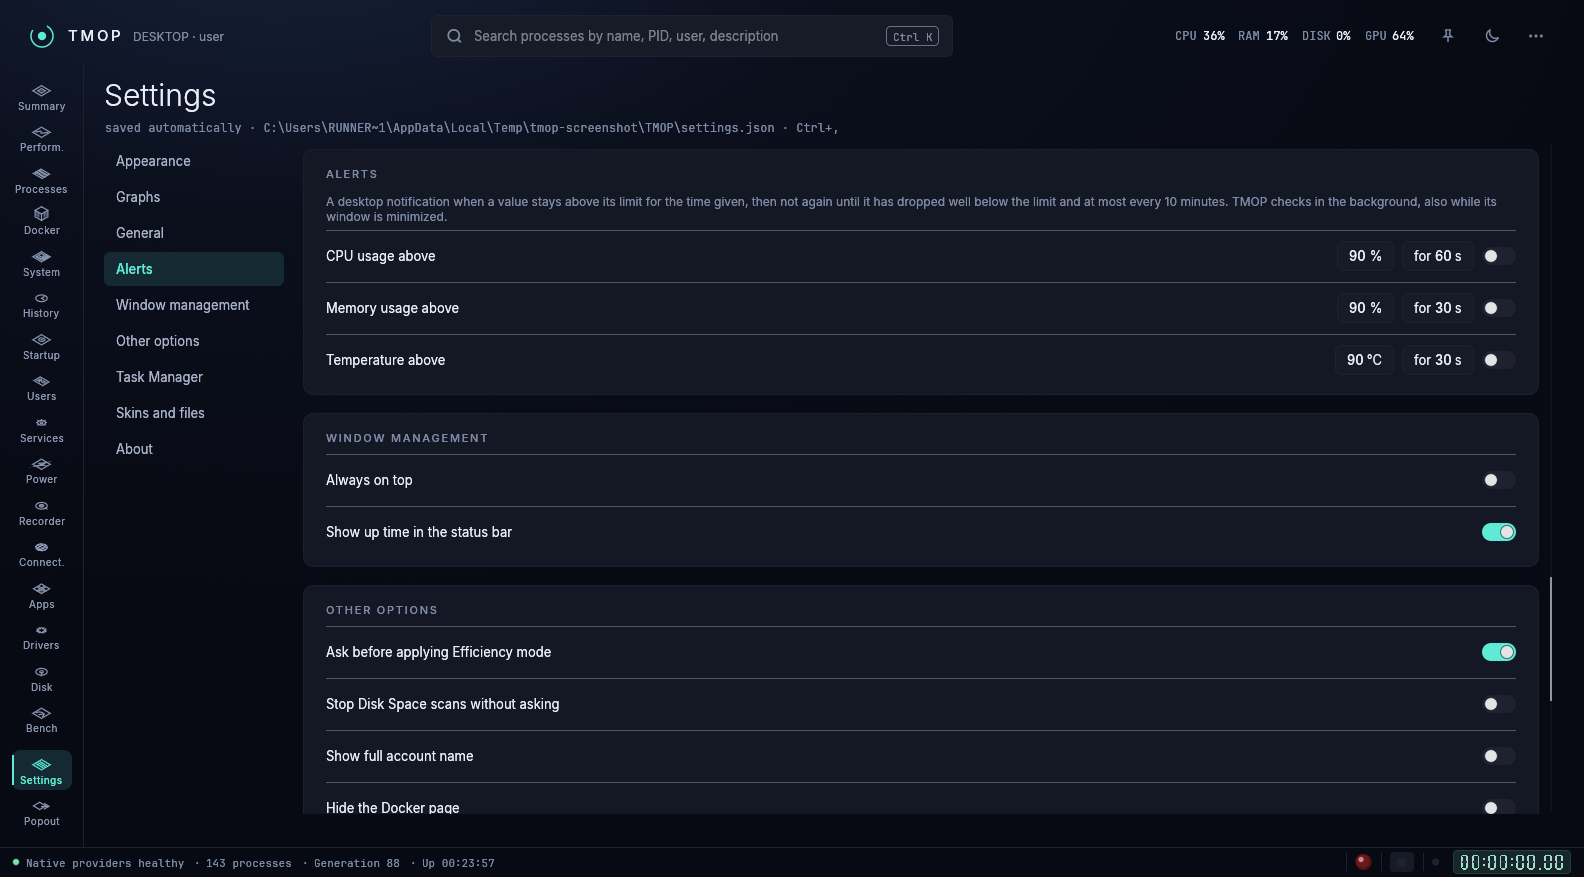 TMOP DESKTOP · user
Search processes by name, PID, user, description
Ctrl K
CPU 36% RAM 17% DISK 0% GPU 64%
Settings
saved automatically · C:\Users\RUNNER~1\AppData\Local\Temp\tmop-screenshot\TMOP\settings.json · Ctrl+,
Summary
Perform.
Processes
Docker
System
History
Startup
Users
Services
Power
Recorder
Connect.
Apps
Drivers
Disk
Bench
Settings
Popout
Appearance
Graphs
General
Alerts
Window management
Other options
Task Manager
Skins and files
About
ALERTS
A desktop notification when a value stays above its limit for the time given, then not again until it has dropped well below the limit and at most every 10 minutes. TMOP checks in the background, also while its
window is minimized.
CPU usage above 90 % for 60 s
Memory usage above 90 % for 30 s
Temperature above 90 °C for 30 s
WINDOW MANAGEMENT
Always on top
Show up time in the status bar
OTHER OPTIONS
Ask before applying Efficiency mode
Stop Disk Space scans without asking
Show full account name
Hide the Docker page
Native providers healthy · 143 processes · Generation 88 · Up 00:23:57
00:00:00.00